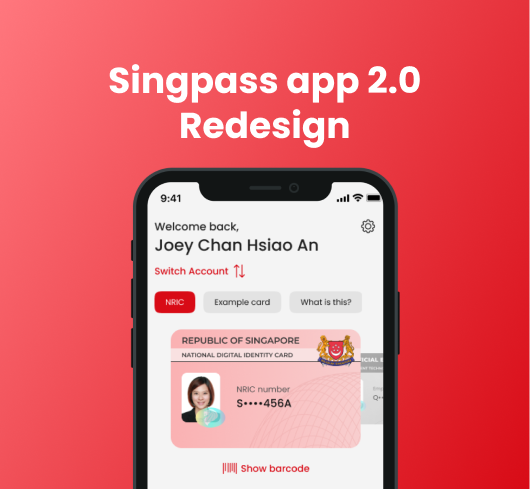 Singpass app 2.0
Redesign
9:41
Welcome back,
Joey Chan Hsiao An
Switch Account
NRIC
Example card
What is this?
REPUBLIC OF SINGAPORE
NATIONAL DIGITAL IDENTITY CARD
NRIC number
S••••456A
Show barcode